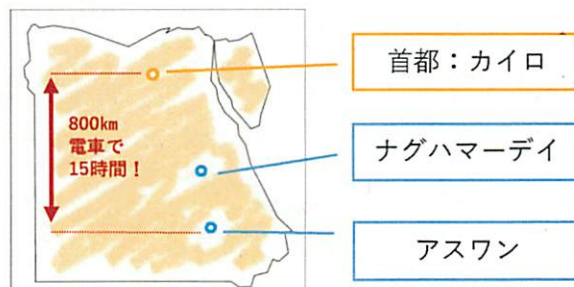 首都：カイロ
800km
電車で
15時間！
ナグハマーデイ
アスワン